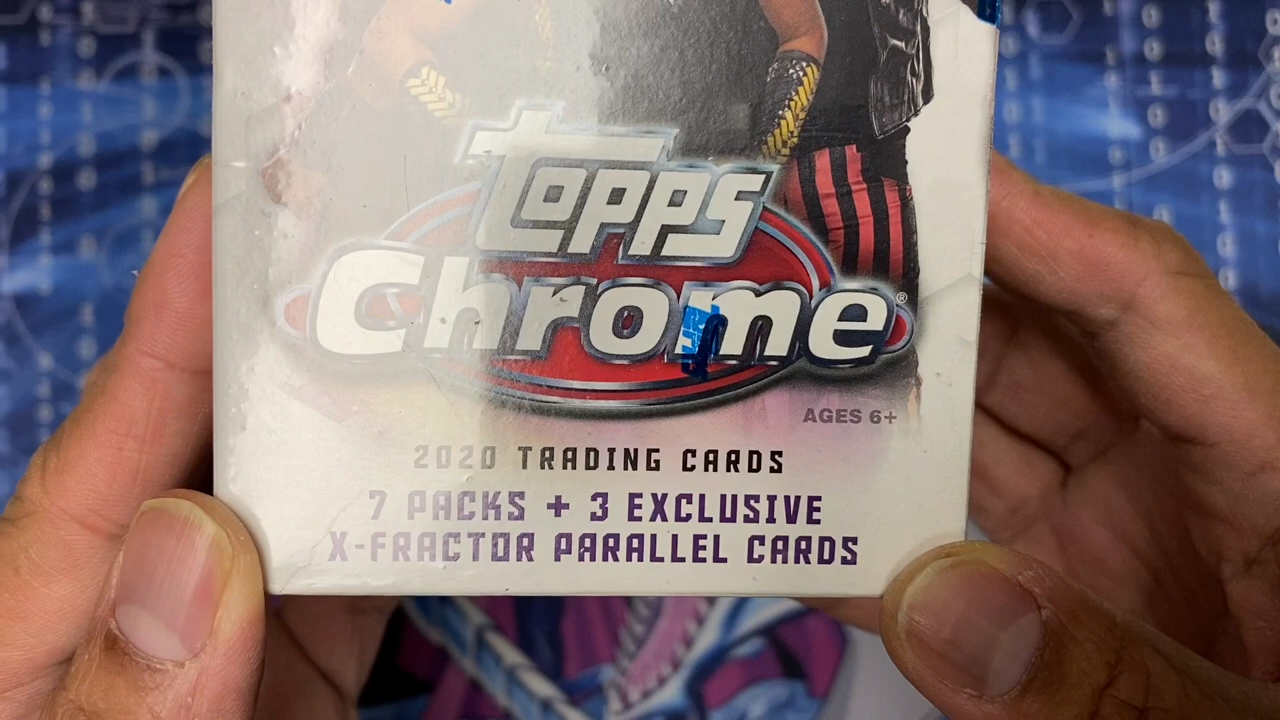 topps
Chrome®
AGES 6+
2020 TRADING CARDS
7 PACKS + 3 EXCLUSIVE
X-FRACTOR PARALLEL CARDS